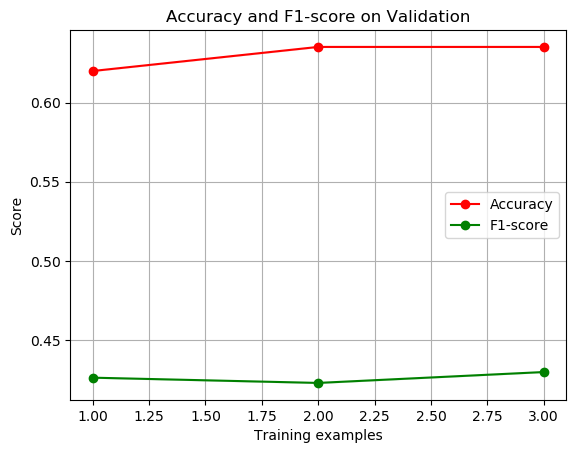 Accuracy and F1-score on Validation
Score
0.60
0.55
0.50
0.45
Accuracy
F1-score
1.00 1.25 1.50 1.75 2.00 2.25 2.50 2.75 3.00
Training examples